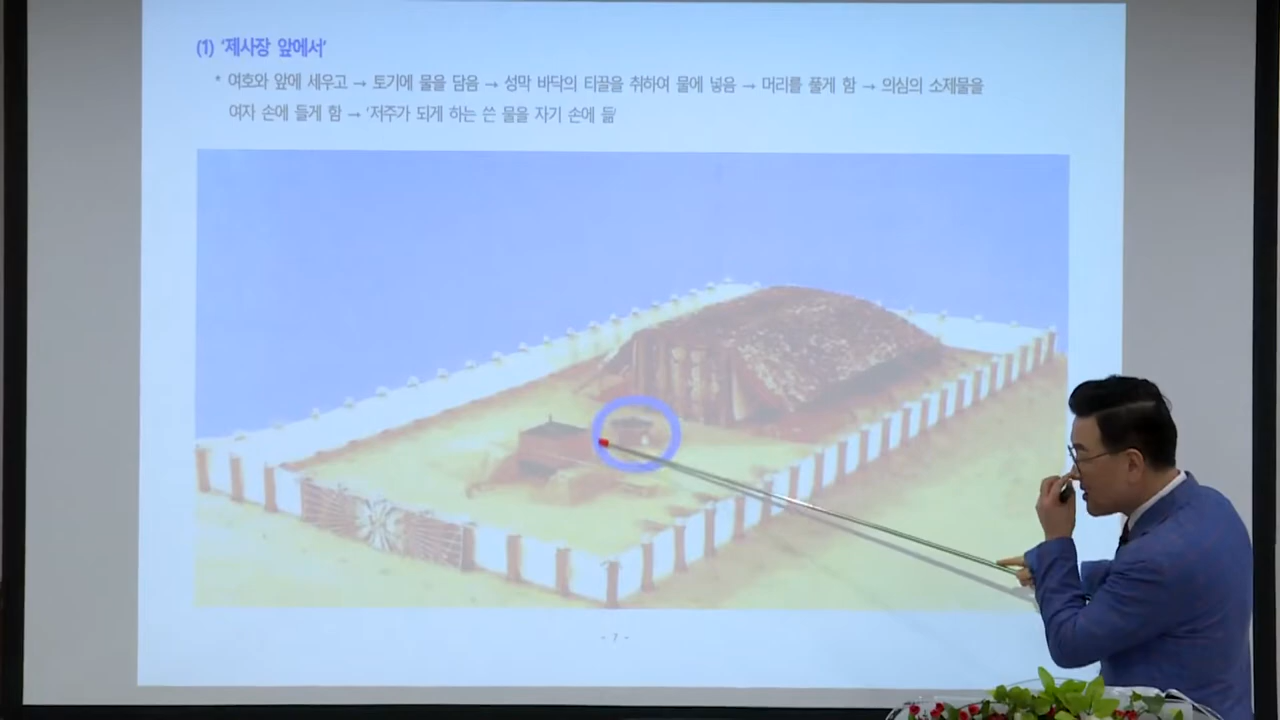 (1) '제사장 앞에서'
* 여호와 앞에 세우고 → 토기에 물을 담음 → 성막 바닥의 티끌을 취하여 물에 넣음 → 머리를 풀게 함 → 의심의 소제물을
여자 손에 들게 함 → '저주가 되게 하는 쓴 물을 자기 손에 듦'
- 7 -